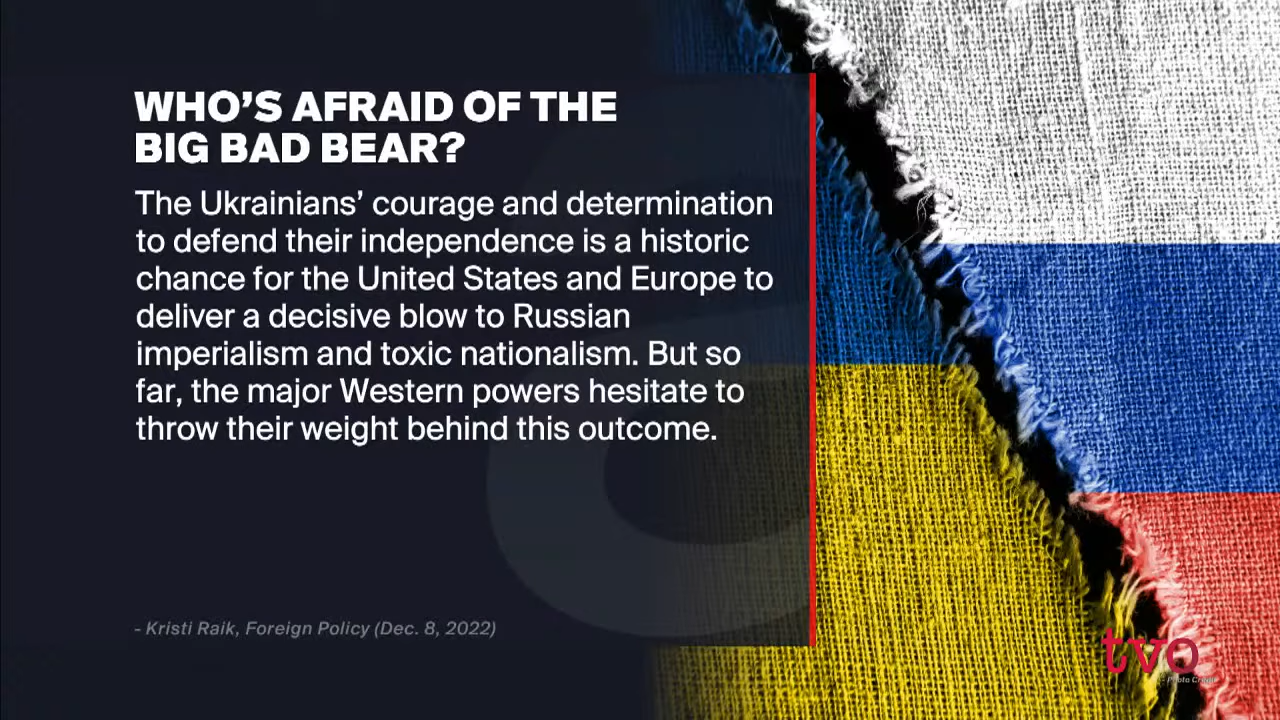 WHO'S AFRAID OF THE
BIG BAD BEAR?
The Ukrainians' courage and determination
to defend their independence is a historic
chance for the United States and Europe to
deliver a decisive blow to Russian
imperialism and toxic nationalism. But so
far, the major Western powers hesitate to
throw their weight behind this outcome.
- Kristi Raik, Foreign Policy (Dec. 8, 2022)
tvo